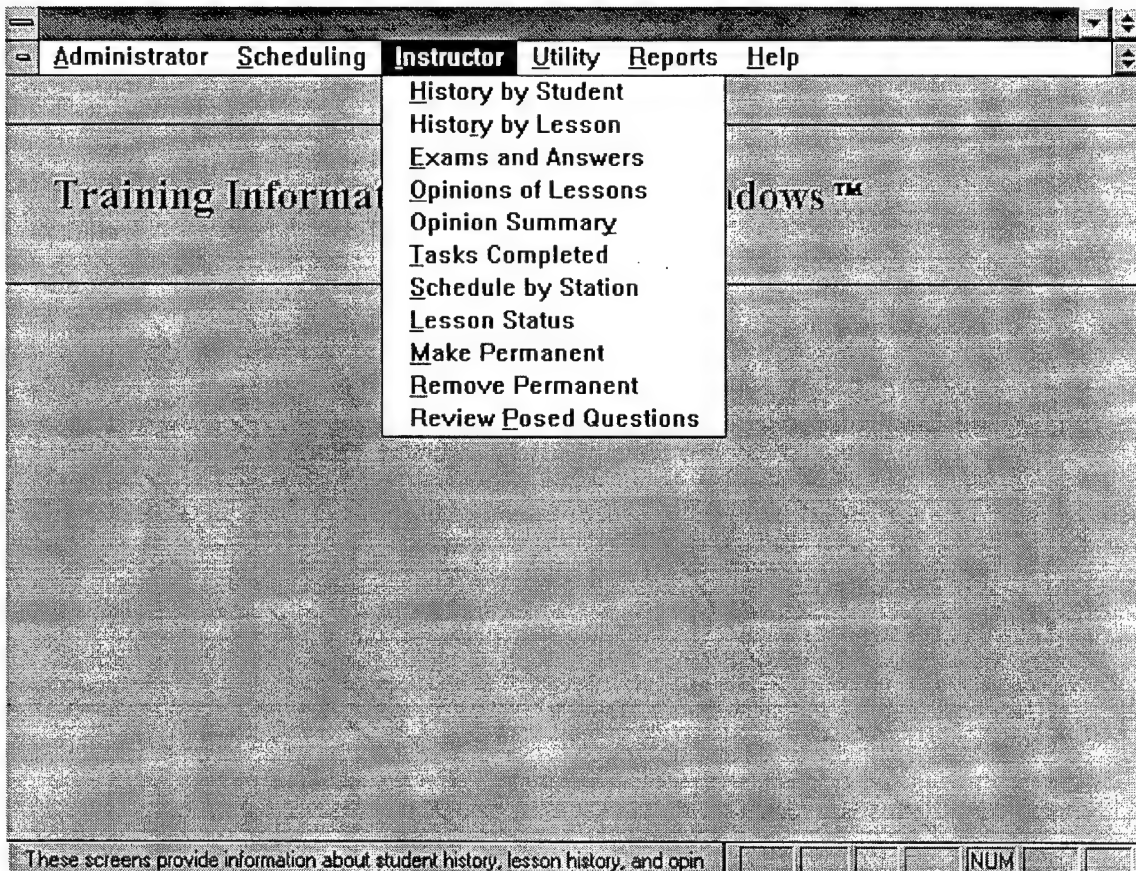 Administrator Scheduling Instructor Utility Reports Help
History by Student
History by Lesson
Exams and Answers
Training Informat dows™
Opinions of Lessons
Opinion Summary
Tasks Completed
Schedule by Station
Lesson Status
Make Permanent
Remove Permanent
Review Posed Questions
These screens provide information about student history, lesson history, and opin NUM